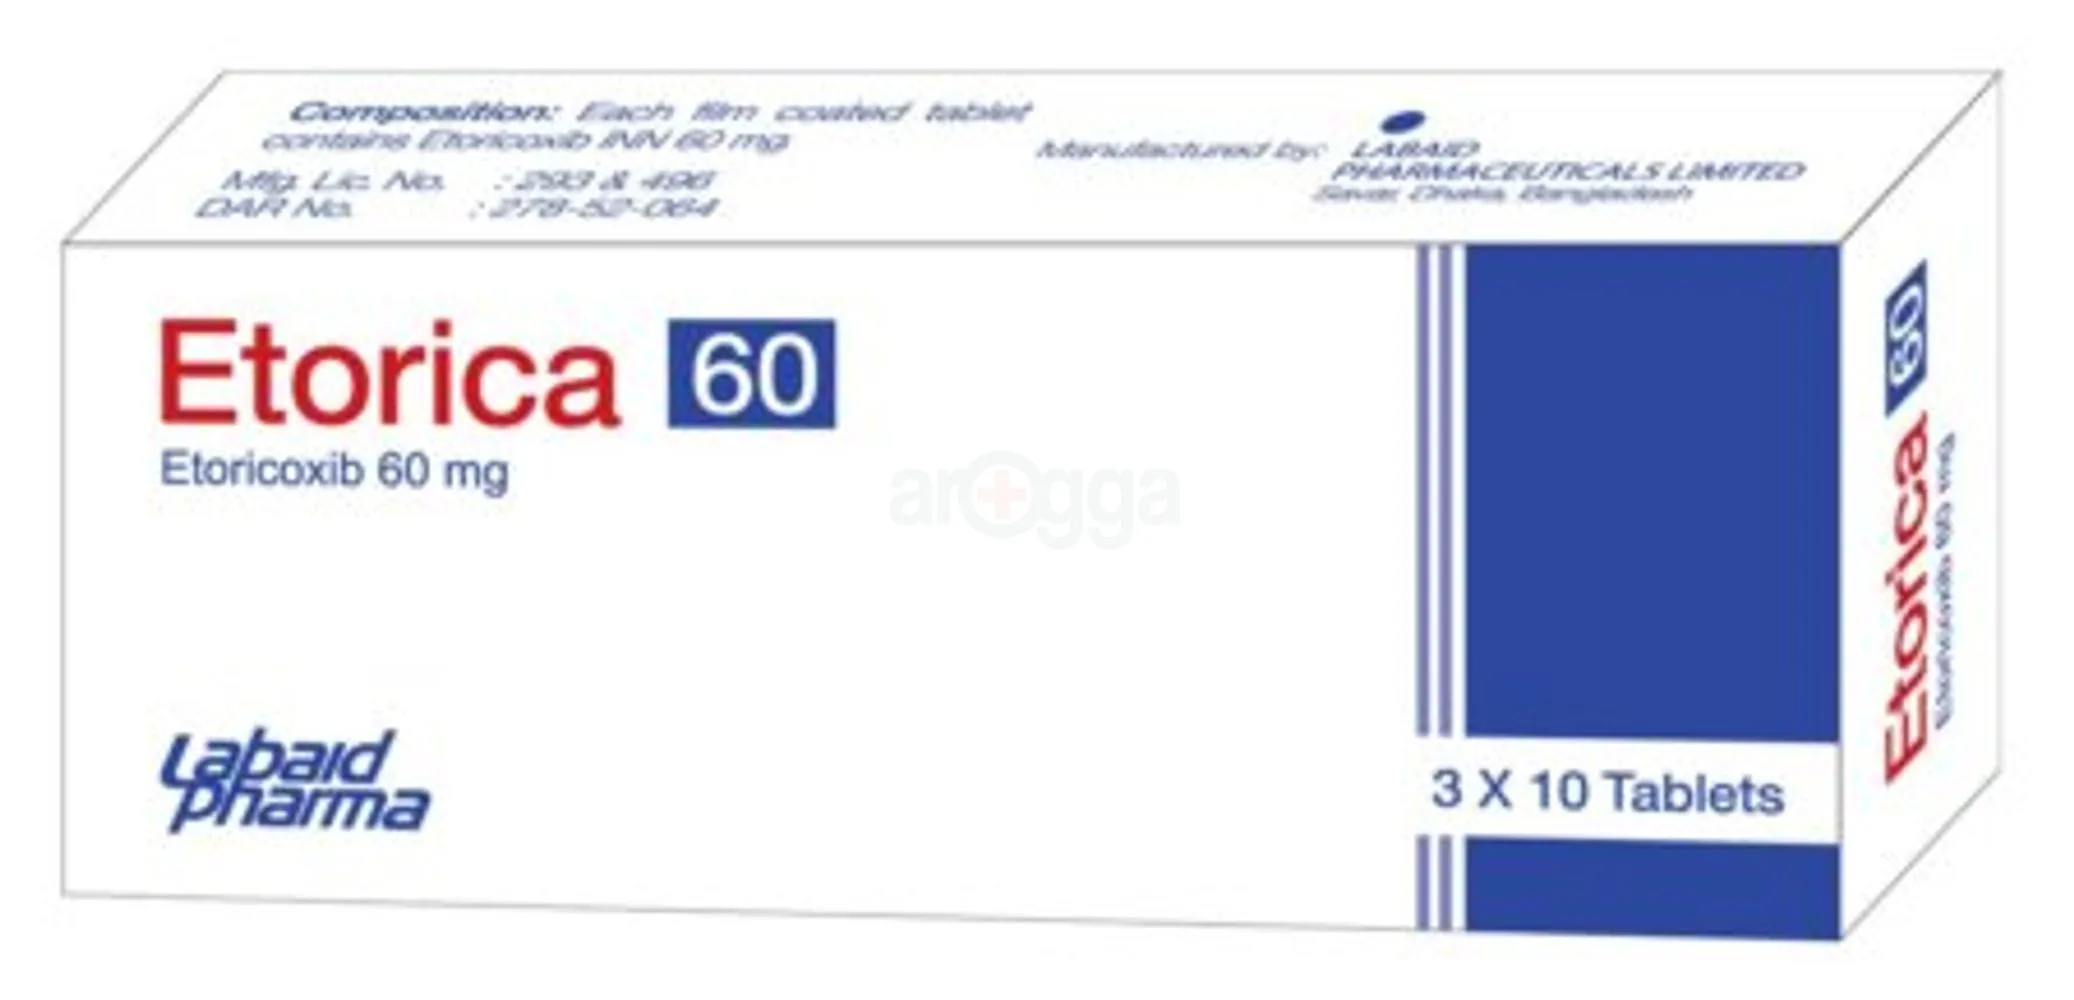 Composition: Each film coated tablet
contains Etoricoxib INN 60 mg
Mfg. Lic. No. : 293 & 496
DAR No. : 278-52-064
Manufactured by: LABAID
PHARMACEUTICALS LIMITED
Savar, Dhaka, Bangladesh
Etorica 60
Etoricoxib 60 mg
arogga
Labaid
pharma
3 X 10 Tablets
Etorica 60
Etoricoxib 60 mg